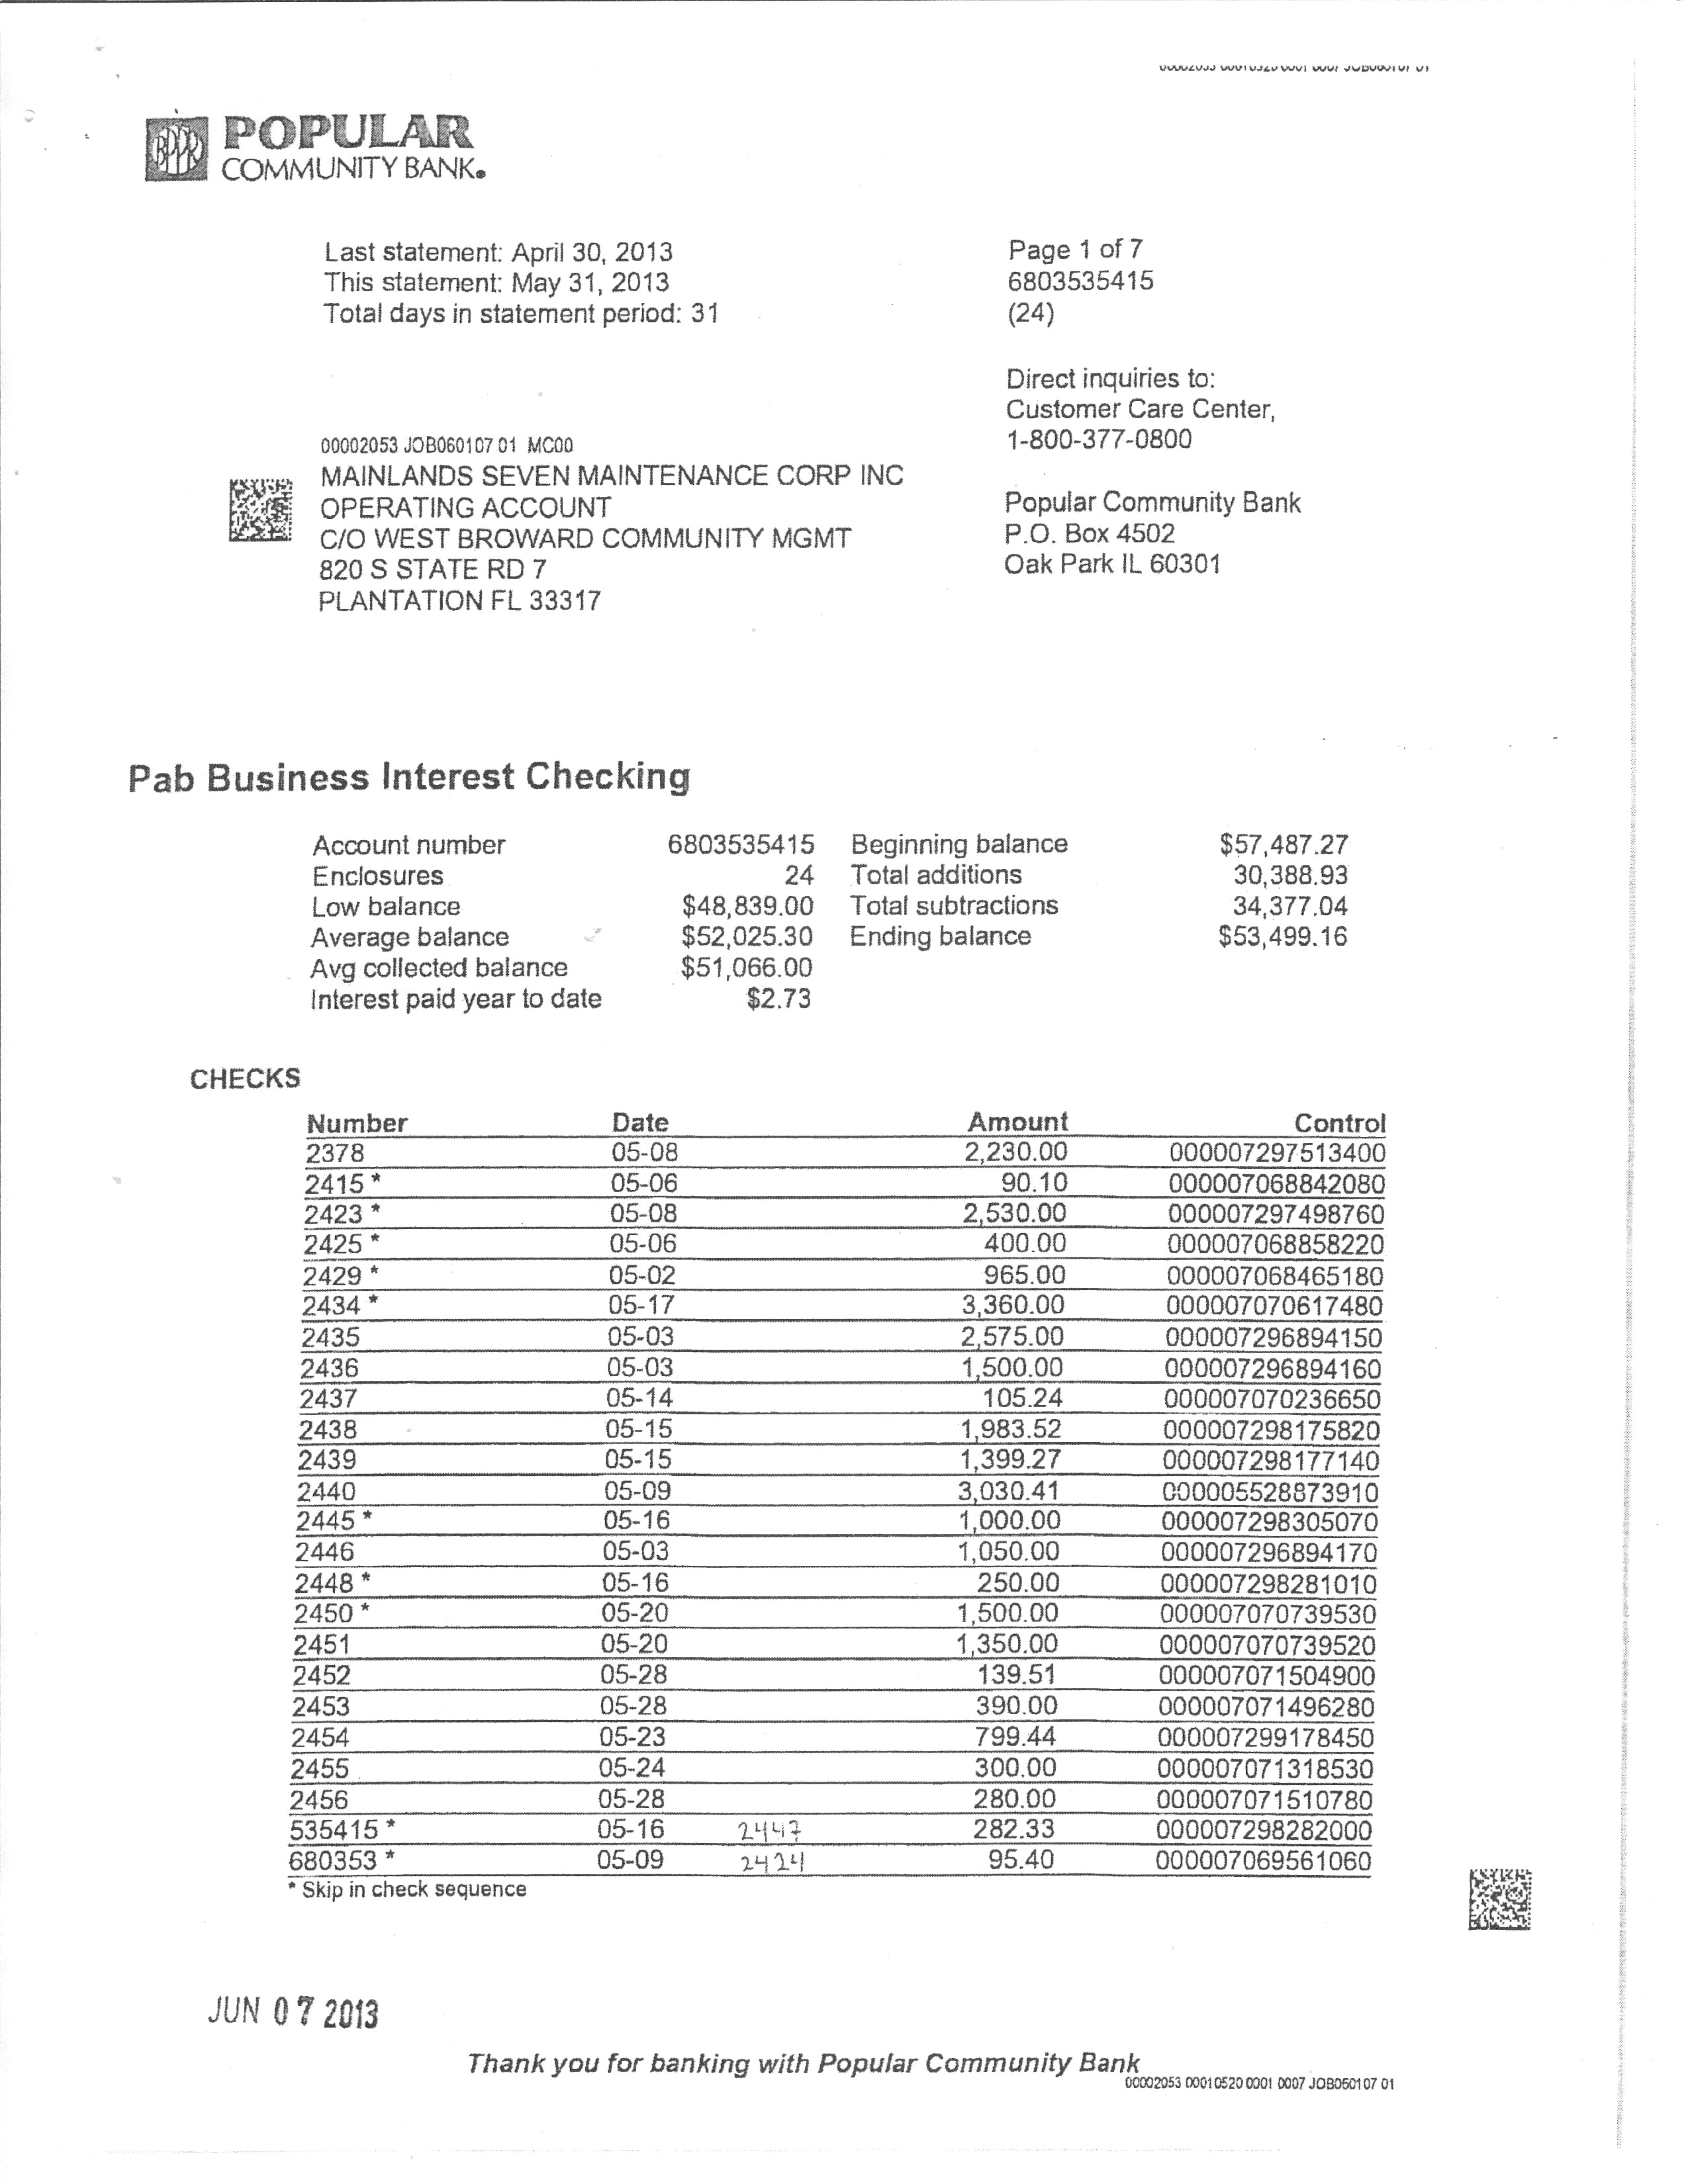 POPULAR
COMMUNITY BANK.
Last statement: April 30, 2013
This statement: May 31, 2013
Total days in statement period: 31
Page 1 of 7
6803535415
(24)
Direct inquiries to:
Customer Care Center,
1-800-377-0800
00002053 JOB060107 01 MC00
MAINLANDS SEVEN MAINTENANCE CORP INC
OPERATING ACCOUNT
C/O WEST BROWARD COMMUNITY MGMT
820 S STATE RD 7
PLANTATION FL 33317
Popular Community Bank
P.O. Box 4502
Oak Park IL 60301
Pab Business Interest Checking
Account number 6803535415 Beginning balance $57,487.27
Enclosures 24 Total additions 30,388.93
Low balance $48,839.00 Total subtractions 34,377.04
Average balance $52,025.30 Ending balance $53,499.16
Avg collected balance $51,066.00
Interest paid year to date $2.73
CHECKS
Number Date Amount Control
2378 05-08 2,230.00 000007297513400
2415 * 05-06 90.10 000007068842080
2423 * 05-08 2,530.00 000007297498760
2425 * 05-06 400.00 000007068858220
2429 * 05-02 965.00 000007068465180
2434 * 05-17 3,360.00 000007070617480
2435 05-03 2,575.00 000007296894150
2436 05-03 1,500.00 000007296894160
2437 05-14 105.24 000007070236650
2438 05-15 1,983.52 000007298175820
2439 05-15 1,399.27 000007298177140
2440 05-09 3,030.41 000005528873910
2445 * 05-16 1,000.00 000007298305070
2446 05-03 1,050.00 000007296894170
2448 * 05-16 250.00 000007298281010
2450 * 05-20 1,500.00 000007070739530
2451 05-20 1,350.00 000007070739520
2452 05-28 139.51 000007071504900
2453 05-28 390.00 000007071496280
2454 05-23 799.44 000007299178450
2455 05-24 300.00 000007071318530
2456 05-28 280.00 000007071510780
535415 * 05-16 2447 282.33 000007298282000
680353 * 05-09 2424 95.40 000007069561060
* Skip in check sequence
JUN 07 2013
Thank you for banking with Popular Community Bank
00002053 00010520 0001 0007 JOB060107 01